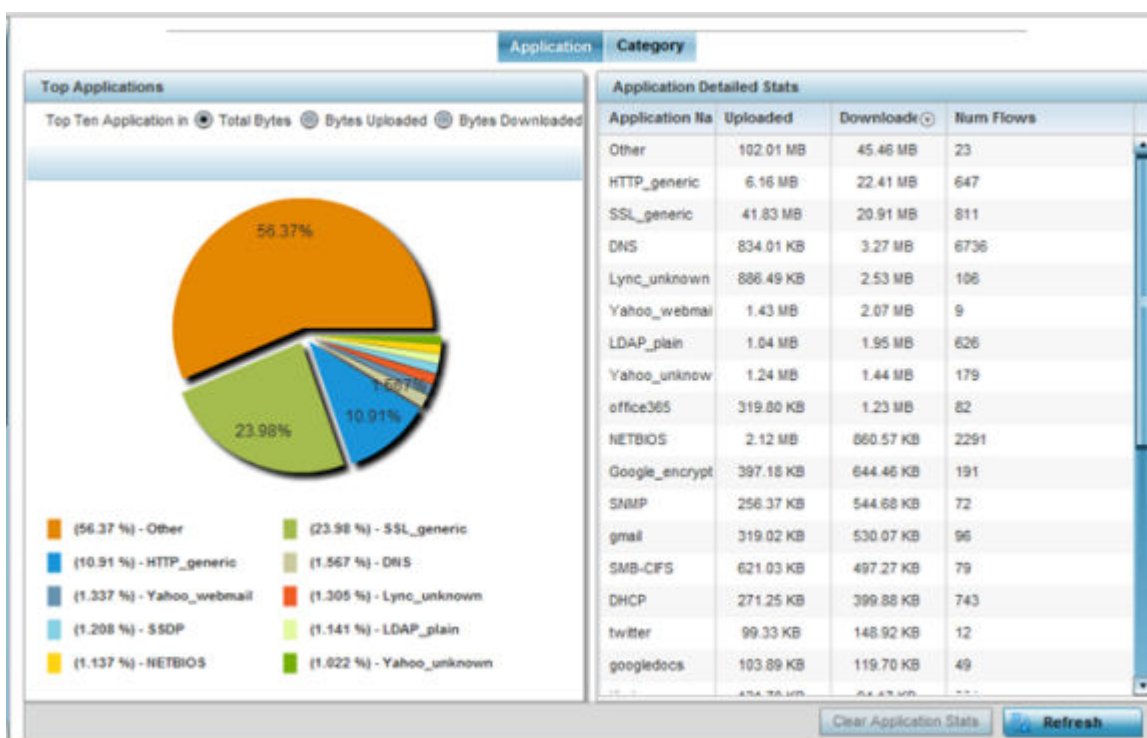 Application Category
Top Applications
Top Ten Application in Total Bytes Bytes Uploaded Bytes Downloaded
56.37%
23.98%
10.91%
(56.37 %) - Other
(23.98 %) - SSL_generic
(10.91 %) - HTTP_generic
(1.567 %) - DNS
(1.337 %) - Yahoo_webmail
(1.305 %) - Lync_unknown
(1.208 %) - SSDP
(1.141 %) - LDAP_plain
(1.137 %) - NETBIOS
(1.022 %) - Yahoo_unknown
Application Detailed Stats
Application Na Uploaded Downloade Num Flows
Other 102.01 MB 45.46 MB 23
HTTP_generic 6.16 MB 22.41 MB 647
SSL_generic 41.83 MB 20.91 MB 811
DNS 834.01 KB 3.27 MB 6736
Lync_unknown 886.49 KB 2.53 MB 106
Yahoo_webmai 1.43 MB 2.07 MB 9
LDAP_plain 1.04 MB 1.95 MB 626
Yahoo_unknow 1.24 MB 1.44 MB 179
office365 319.80 KB 1.23 MB 82
NETBIOS 2.12 MB 860.57 KB 2291
Google_encrypt 397.18 KB 644.46 KB 191
SNMP 256.37 KB 544.68 KB 72
gmail 319.02 KB 530.07 KB 96
SMB-CIFS 621.03 KB 497.27 KB 79
DHCP 271.25 KB 399.88 KB 743
twitter 99.33 KB 148.92 KB 12
googledocs 103.89 KB 119.70 KB 49
Clear Application Stats Refresh